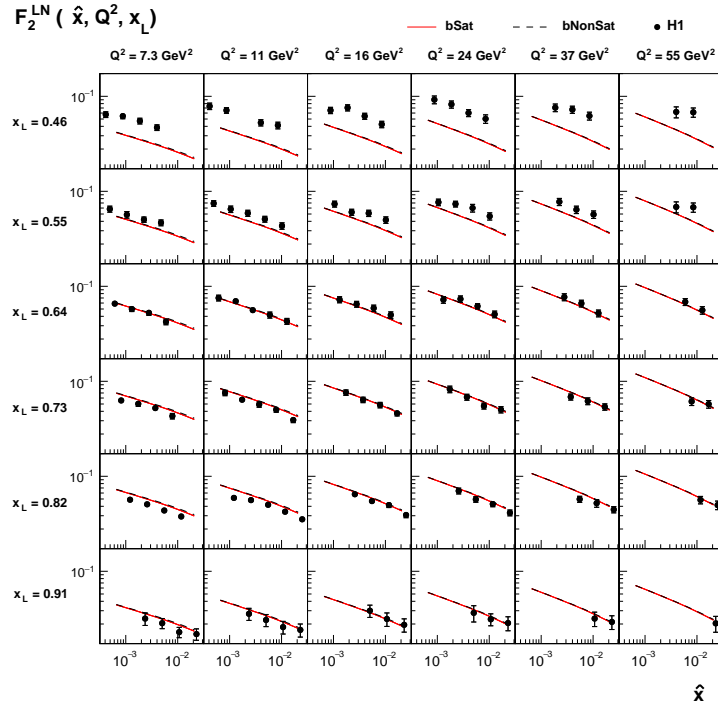 F₂ᴸᴺ ( x̂, Q², x_L)
bSat bNonSat H1
Q² = 7.3 GeV² Q² = 11 GeV² Q² = 16 GeV² Q² = 24 GeV² Q² = 37 GeV² Q² = 55 GeV²
10⁻¹
x_L = 0.46
10⁻¹
x_L = 0.55
10⁻¹
x_L = 0.64
10⁻¹
x_L = 0.73
10⁻¹
x_L = 0.82
10⁻¹
x_L = 0.91
10⁻³ 10⁻² 10⁻³ 10⁻² 10⁻³ 10⁻² 10⁻³ 10⁻² 10⁻³ 10⁻² 10⁻³ 10⁻²
x̂